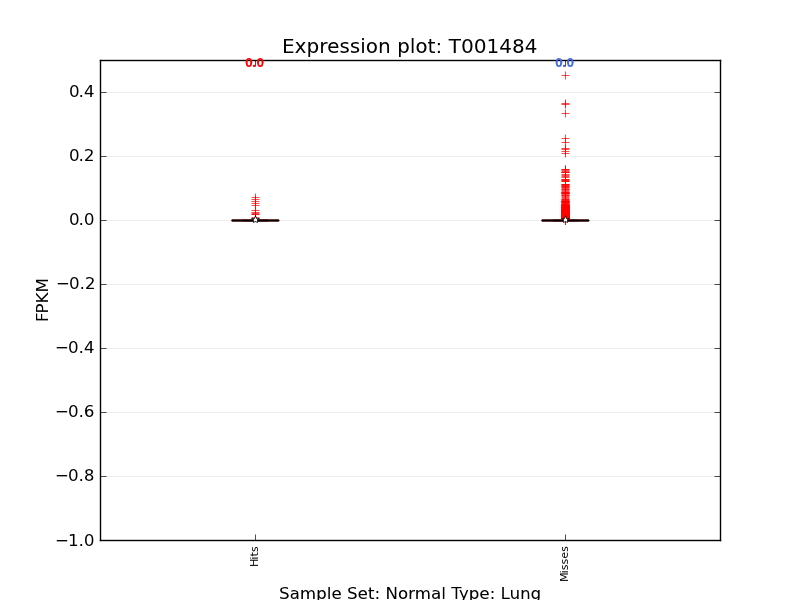 Expression plot: T001484
0.0 0.0
0.4
0.2
0.0
−0.2
−0.4
−0.6
−0.8
−1.0
FPKM
Hits Misses
Sample Set: Normal Type: Lung